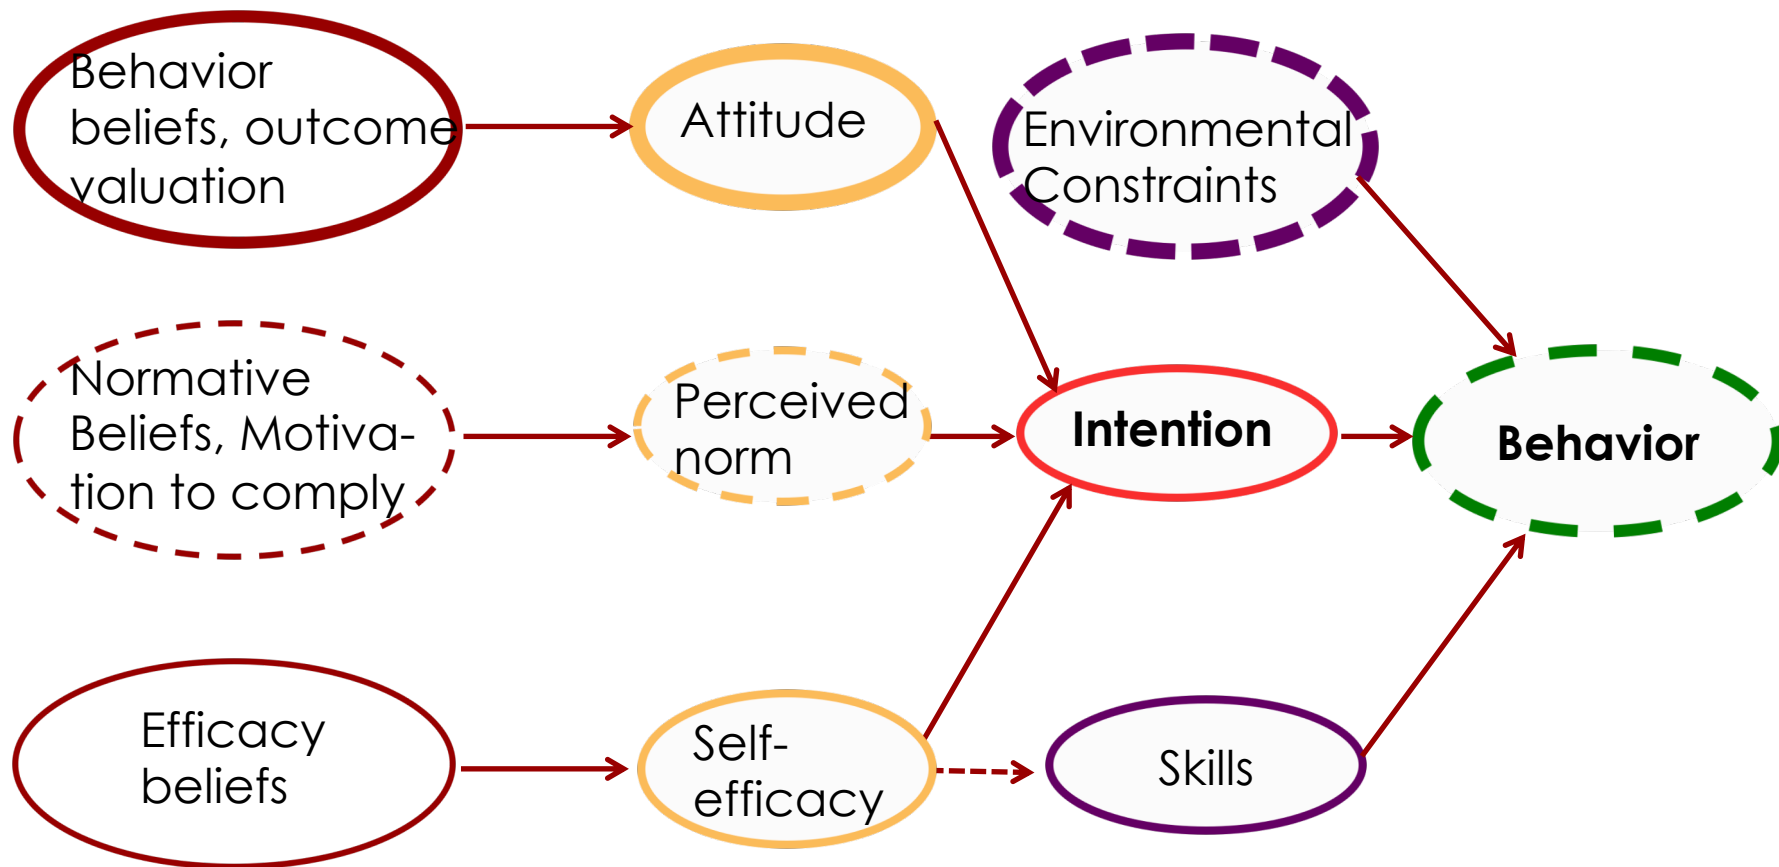 Behavior
beliefs, outcome
valuation
Attitude
Environmental
Constraints
Normative
Beliefs, Motiva-
tion to comply
Perceived
norm
Intention
Behavior
Efficacy
beliefs
Self-
efficacy
Skills